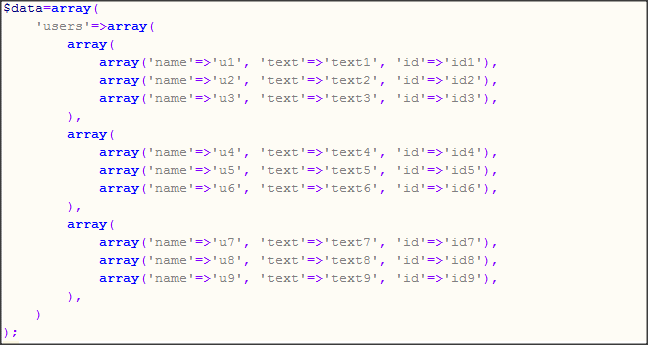 $data=array(
    'users'=>array(
        array(
            array('name'=>'u1', 'text'=>'text1', 'id'=>'id1'),
            array('name'=>'u2', 'text'=>'text2', 'id'=>'id2'),
            array('name'=>'u3', 'text'=>'text3', 'id'=>'id3'),
        ),
        array(
            array('name'=>'u4', 'text'=>'text4', 'id'=>'id4'),
            array('name'=>'u5', 'text'=>'text5', 'id'=>'id5'),
            array('name'=>'u6', 'text'=>'text6', 'id'=>'id6'),
        ),
        array(
            array('name'=>'u7', 'text'=>'text7', 'id'=>'id7'),
            array('name'=>'u8', 'text'=>'text8', 'id'=>'id8'),
            array('name'=>'u9', 'text'=>'text9', 'id'=>'id9'),
        ),
    )
);